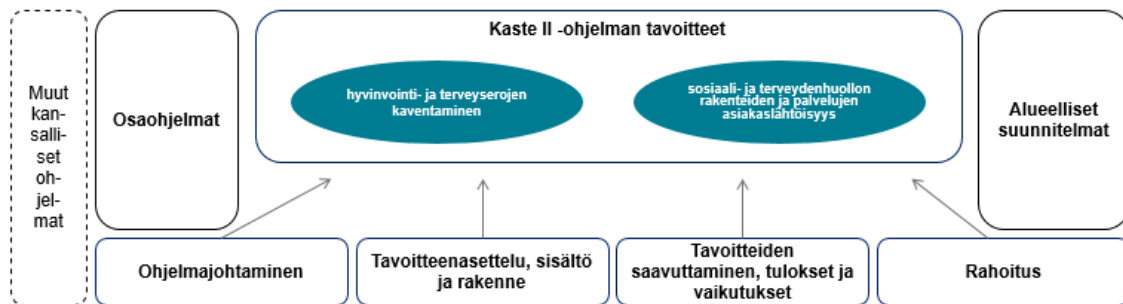 Muut
kan-
salli-
set
oh-
jel-
mat
Osaohjelmat
Kaste II -ohjelman tavoitteet
hyvinvointi- ja terveyserojen
kaventaminen
sosiaali- ja terveydenhuollon
rakenteiden ja palvelujen
asiakaslähtöisyys
Alueelliset
suunnitelmat
Ohjelmajohtaminen
Tavoitteenasettelu, sisältö
ja rakenne
Tavoitteiden
saavuttaminen, tulokset ja
vaikutukset
Rahoitus